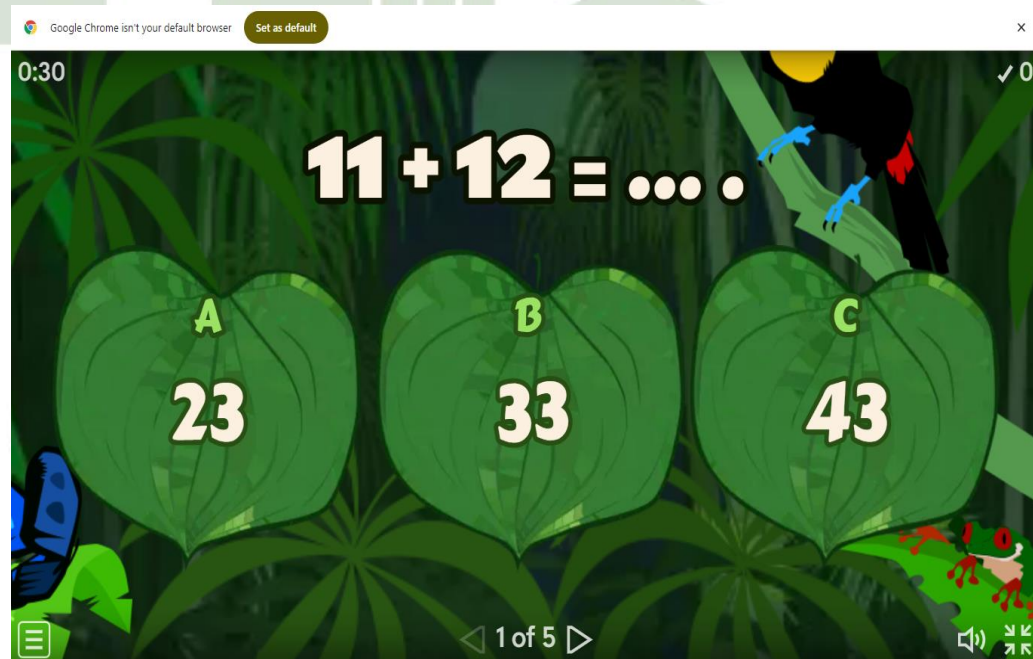 Google Chrome isn't your default browser Set as default x
0:30 ✓ 0
11 + 12 = ... .
A B C
23 33 43
1 of 5